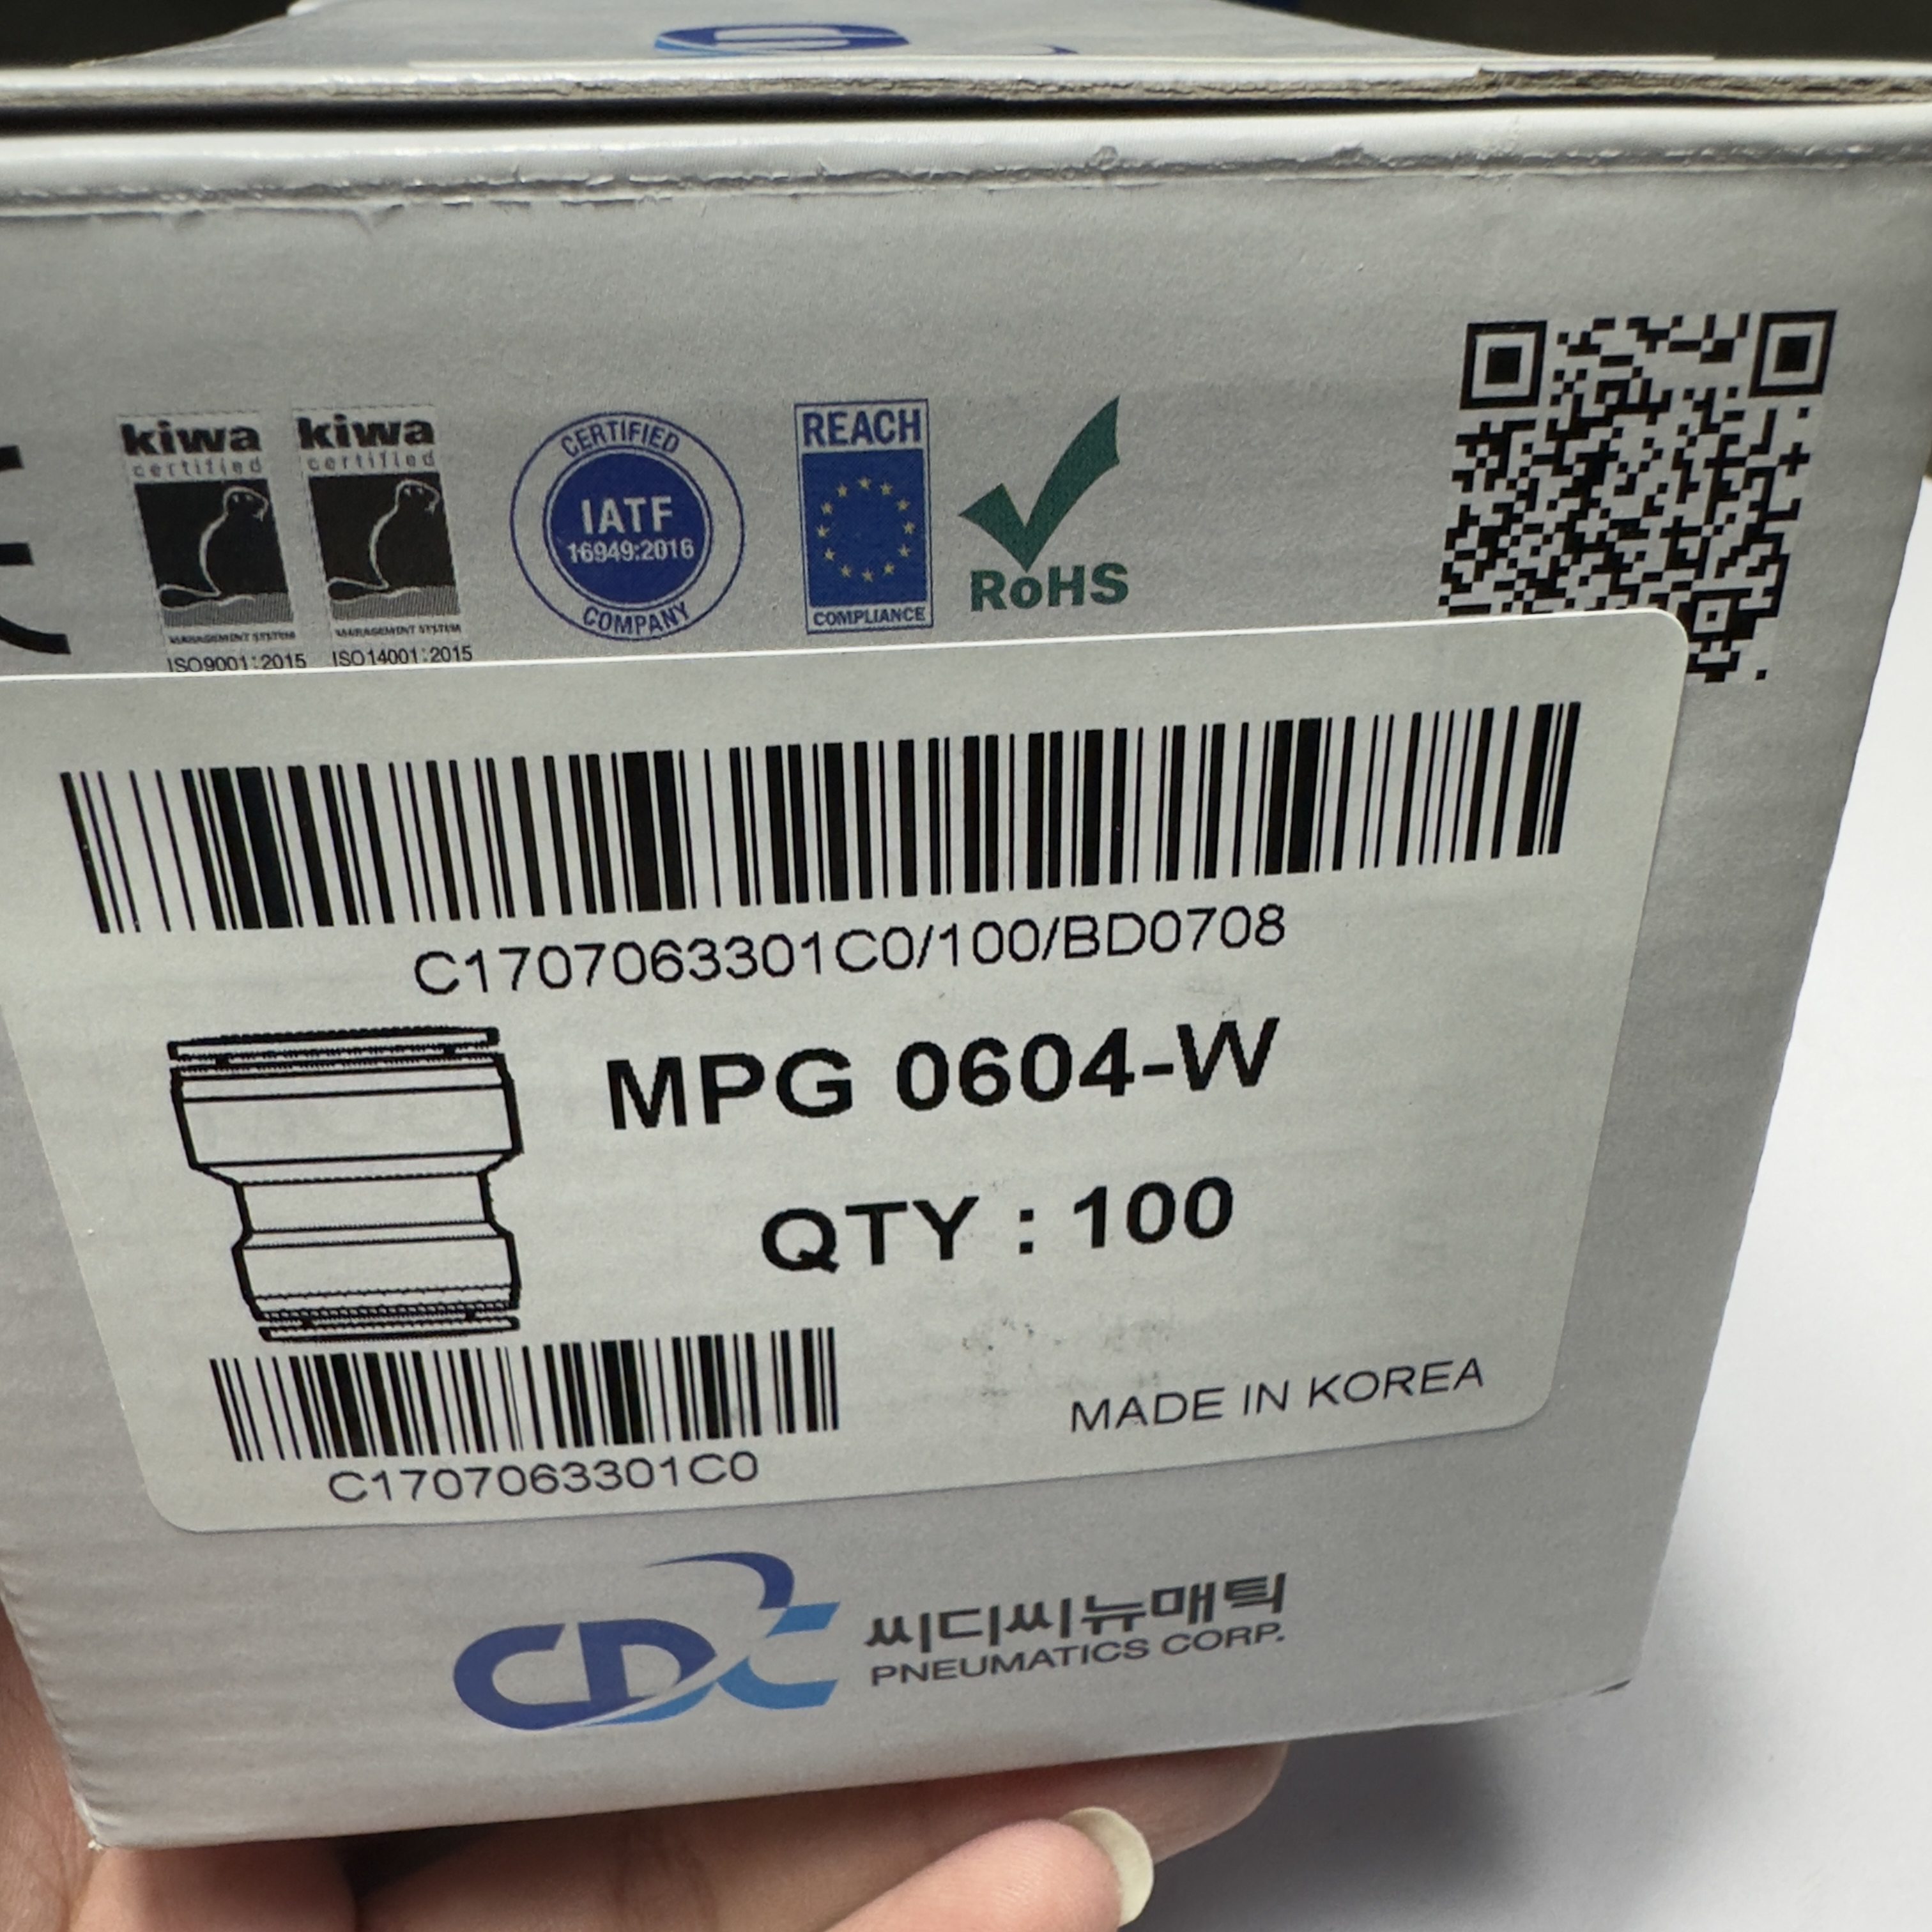 kiwa
certified
MANAGEMENT SYSTEM
ISO9001:2015
kiwa
certified
MANAGEMENT SYSTEM
ISO14001:2015
CERTIFIED
IATF
16949:2016
COMPANY
REACH
COMPLIANCE
RoHS
C1707063301C0/100/BD0708
MPG 0604-W
QTY : 100
C1707063301C0
MADE IN KOREA
CDC
씨디씨뉴매틱
PNEUMATICS CORP.